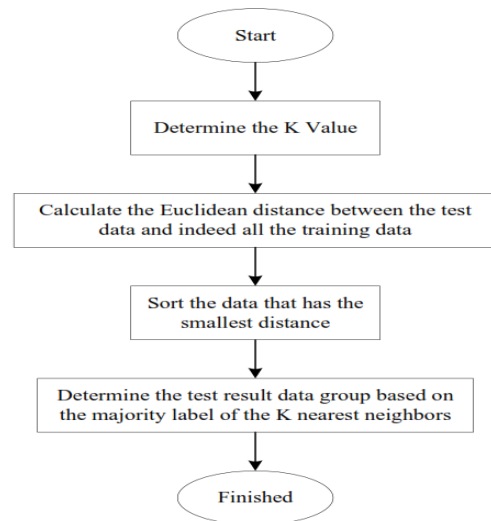 Start
Determine the K Value
Calculate the Euclidean distance between the test
data and indeed all the training data
Sort the data that has the
smallest distance
Determine the test result data group based on
the majority label of the K nearest neighbors
Finished